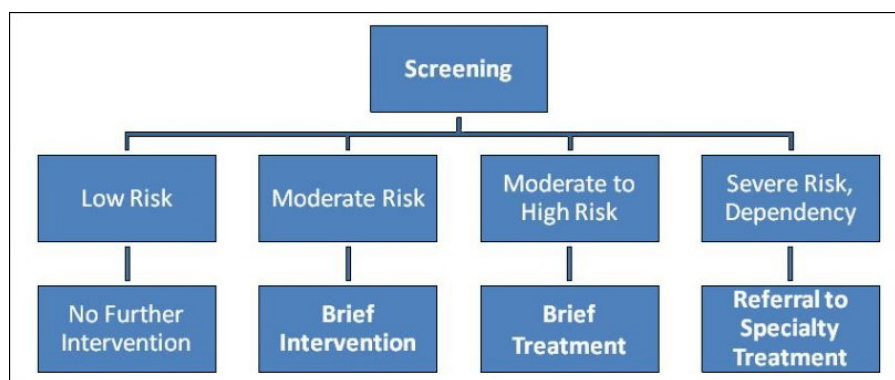 Screening
Low Risk
Moderate Risk
Moderate to
High Risk
Severe Risk,
Dependency
No Further
Intervention
Brief
Intervention
Brief
Treatment
Referral to
Specialty
Treatment